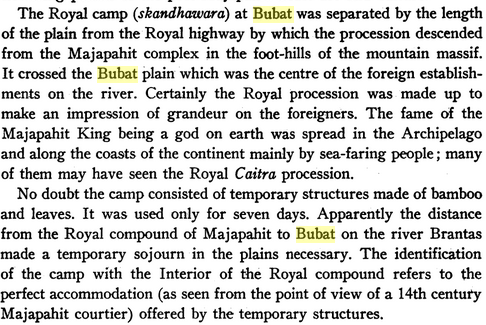 The Royal camp (skandhawara) at Bubat was separated by the length
of the plain from the Royal highway by which the procession descended
from the Majapahit complex in the foot-hills of the mountain massif.
It crossed the Bubat plain which was the centre of the foreign establish-
ments on the river. Certainly the Royal procession was made up to
make an impression of grandeur on the foreigners. The fame of the
Majapahit King being a god on earth was spread in the Archipelago
and along the coasts of the continent mainly by sea-faring people; many
of them may have seen the Royal Caitra procession.
No doubt the camp consisted of temporary structures made of bamboo
and leaves. It was used only for seven days. Apparently the distance
from the Royal compound of Majapahit to Bubat on the river Brantas
made a temporary sojourn in the plains necessary. The identification
of the camp with the Interior of the Royal compound refers to the
perfect accommodation (as seen from the point of view of a 14th century
Majapahit courtier) offered by the temporary structures.